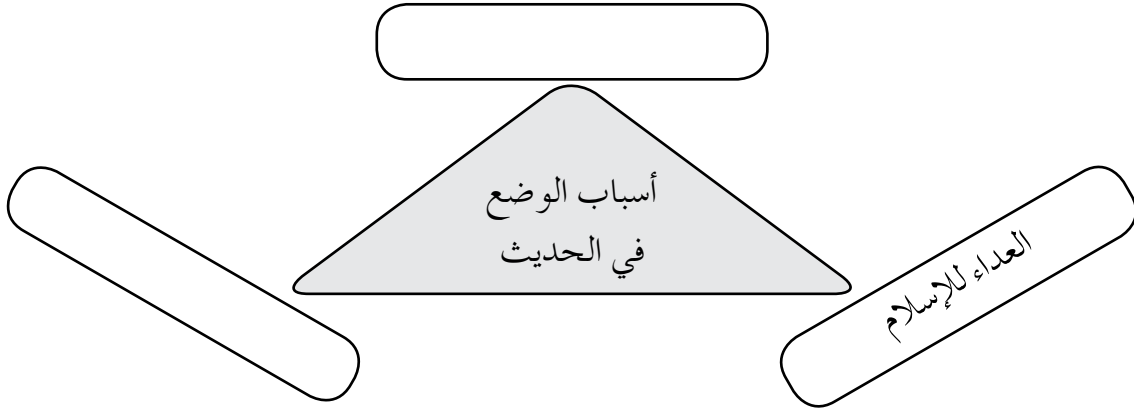 أسباب الوضع
في الحديث
العداء للإسلام